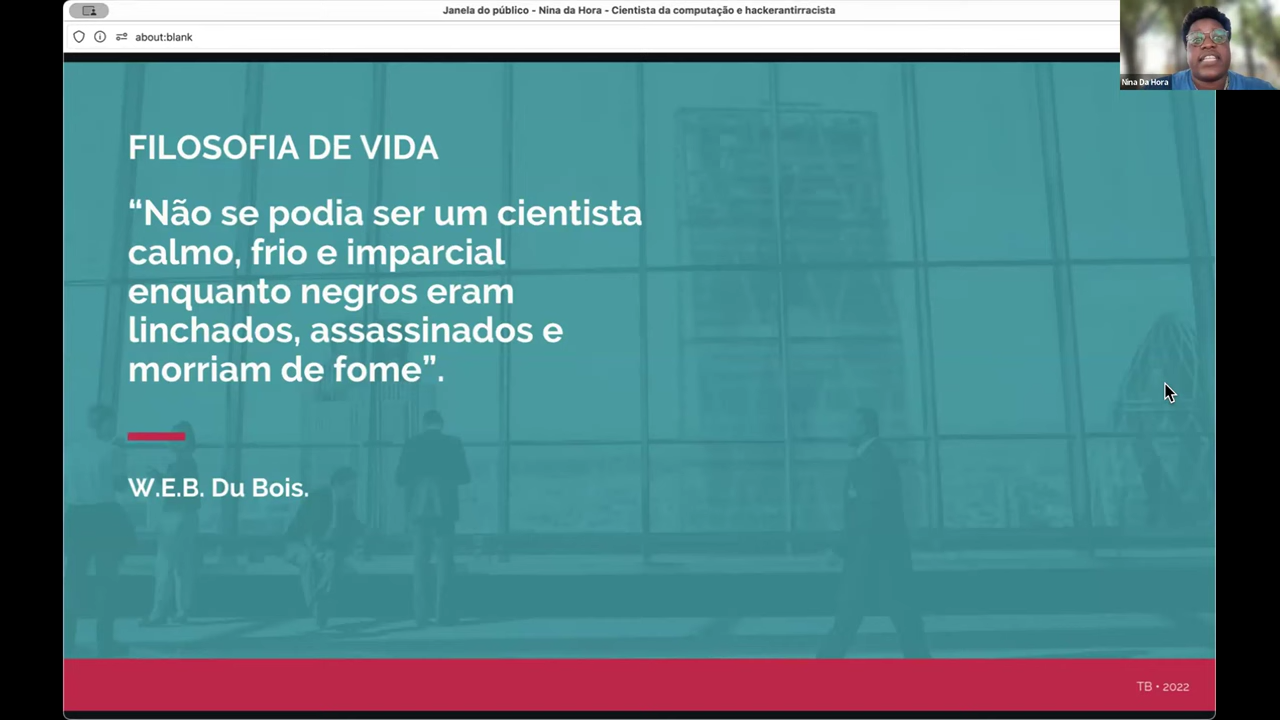 Janela do público - Nina da Hora - Cientista da computação e hackerantirracista
about:blank
Nina Da Hora
FILOSOFIA DE VIDA
“Não se podia ser um cientista
calmo, frio e imparcial
enquanto negros eram
linchados, assassinados e
morriam de fome”.
W.E.B. Du Bois.
TB • 2022